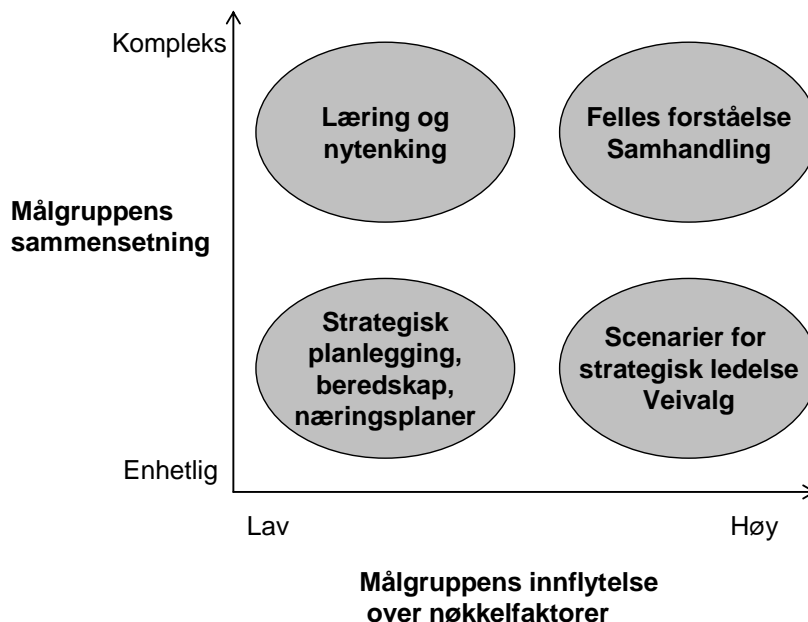 Kompleks
Læring og
nytenking
Felles forståelse
Samhandling
Målgruppens
sammensetning
Strategisk
planlegging,
beredskap,
næringsplaner
Scenarier for
strategisk ledelse
Veivalg
Enhetlig
Lav
Høy
Målgruppens innflytelse
over nøkkelfaktorer